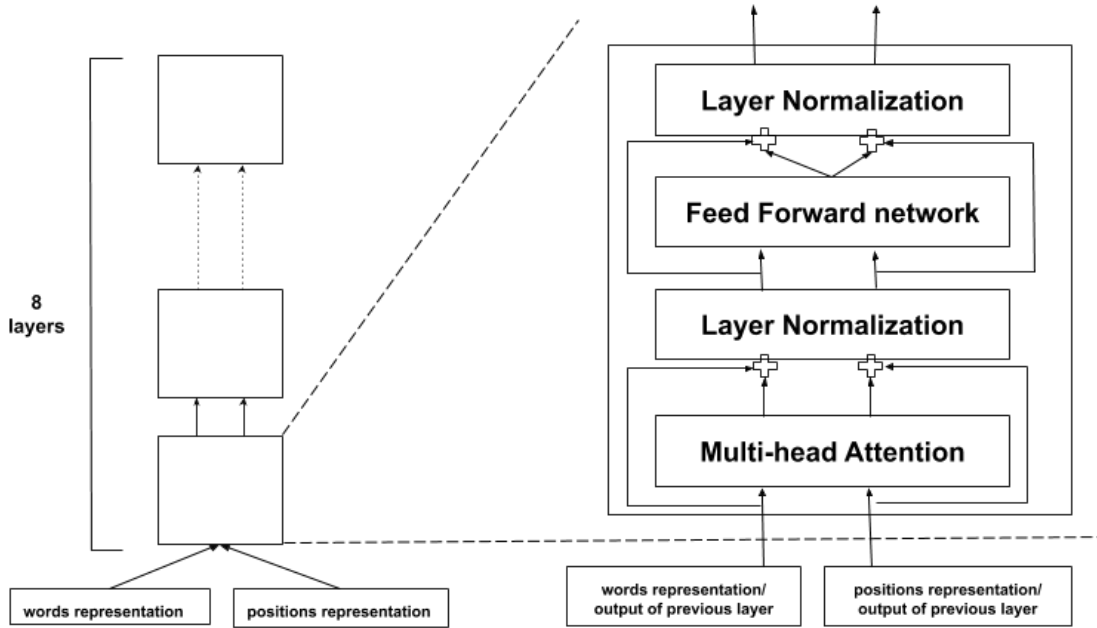 8
layers
words representation
positions representation
Layer Normalization
Feed Forward network
Layer Normalization
Multi-head Attention
words representation/
output of previous layer
positions representation/
output of previous layer